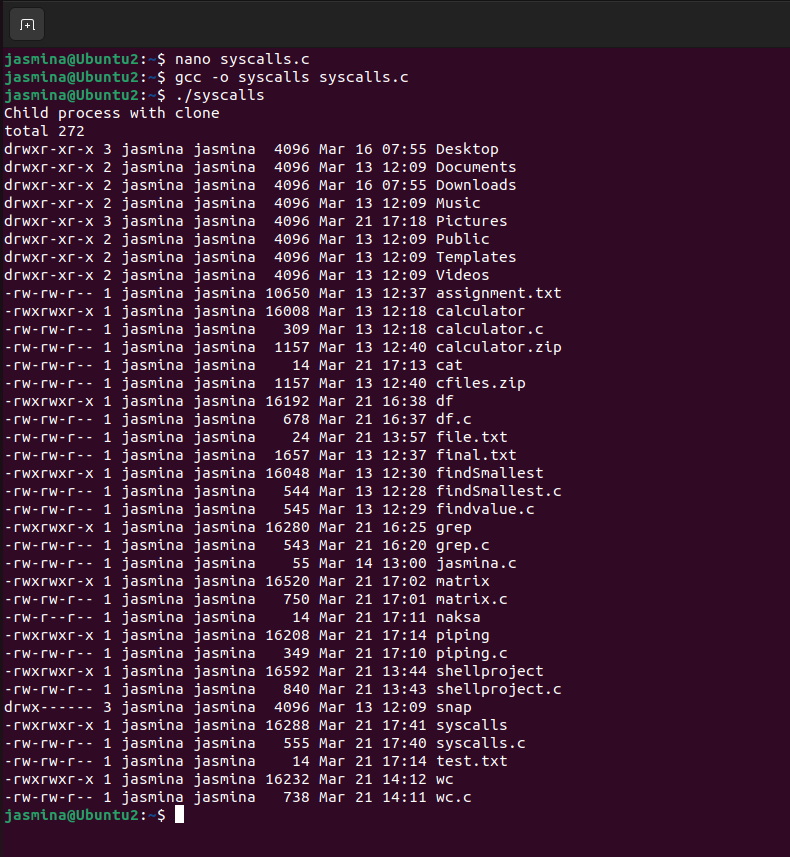 jasmina@Ubuntu2:~$ nano syscalls.c
jasmina@Ubuntu2:~$ gcc -o syscalls syscalls.c
jasmina@Ubuntu2:~$ ./syscalls
Child process with clone
total 272
drwxr-xr-x 3 jasmina jasmina  4096 Mar 16 07:55 Desktop
drwxr-xr-x 2 jasmina jasmina  4096 Mar 13 12:09 Documents
drwxr-xr-x 2 jasmina jasmina  4096 Mar 16 07:55 Downloads
drwxr-xr-x 2 jasmina jasmina  4096 Mar 13 12:09 Music
drwxr-xr-x 3 jasmina jasmina  4096 Mar 21 17:18 Pictures
drwxr-xr-x 2 jasmina jasmina  4096 Mar 13 12:09 Public
drwxr-xr-x 2 jasmina jasmina  4096 Mar 13 12:09 Templates
drwxr-xr-x 2 jasmina jasmina  4096 Mar 13 12:09 Videos
-rw-rw-r-- 1 jasmina jasmina 10650 Mar 13 12:37 assignment.txt
-rwxrwxr-x 1 jasmina jasmina 16008 Mar 13 12:18 calculator
-rw-rw-r-- 1 jasmina jasmina   309 Mar 13 12:18 calculator.c
-rw-rw-r-- 1 jasmina jasmina  1157 Mar 13 12:40 calculator.zip
-rw-rw-r-- 1 jasmina jasmina    14 Mar 21 17:13 cat
-rw-rw-r-- 1 jasmina jasmina  1157 Mar 13 12:40 cfiles.zip
-rwxrwxr-x 1 jasmina jasmina 16192 Mar 21 16:38 df
-rw-rw-r-- 1 jasmina jasmina   678 Mar 21 16:37 df.c
-rw-rw-r-- 1 jasmina jasmina    24 Mar 21 13:57 file.txt
-rw-rw-r-- 1 jasmina jasmina  1657 Mar 13 12:37 final.txt
-rwxrwxr-x 1 jasmina jasmina 16048 Mar 13 12:30 findSmallest
-rw-rw-r-- 1 jasmina jasmina   544 Mar 13 12:28 findSmallest.c
-rw-rw-r-- 1 jasmina jasmina   545 Mar 13 12:29 findvalue.c
-rwxrwxr-x 1 jasmina jasmina 16280 Mar 21 16:25 grep
-rw-rw-r-- 1 jasmina jasmina   543 Mar 21 16:20 grep.c
-rw-rw-r-- 1 jasmina jasmina    55 Mar 14 13:00 jasmina.c
-rwxrwxr-x 1 jasmina jasmina 16520 Mar 21 17:02 matrix
-rw-rw-r-- 1 jasmina jasmina   750 Mar 21 17:01 matrix.c
-rw-r--r-- 1 jasmina jasmina    14 Mar 21 17:11 naksa
-rwxrwxr-x 1 jasmina jasmina 16208 Mar 21 17:14 piping
-rw-rw-r-- 1 jasmina jasmina   349 Mar 21 17:10 piping.c
-rwxrwxr-x 1 jasmina jasmina 16592 Mar 21 13:44 shellproject
-rw-rw-r-- 1 jasmina jasmina   840 Mar 21 13:43 shellproject.c
drwx------ 3 jasmina jasmina  4096 Mar 13 12:09 snap
-rwxrwxr-x 1 jasmina jasmina 16288 Mar 21 17:41 syscalls
-rw-rw-r-- 1 jasmina jasmina   555 Mar 21 17:40 syscalls.c
-rw-rw-r-- 1 jasmina jasmina    14 Mar 21 17:14 test.txt
-rwxrwxr-x 1 jasmina jasmina 16232 Mar 21 14:12 wc
-rw-rw-r-- 1 jasmina jasmina   738 Mar 21 14:11 wc.c
jasmina@Ubuntu2:~$